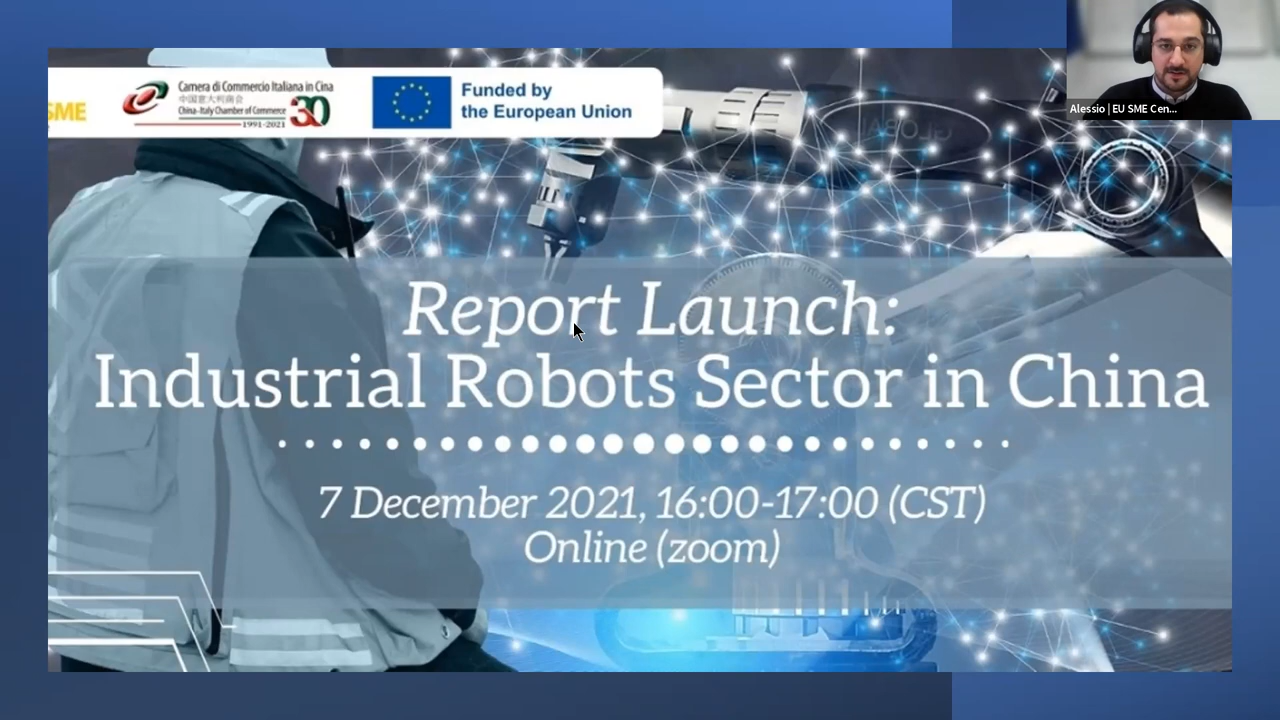 SME
Camera di Commercio Italiana in Cina
中国意大利商会
China-Italy Chamber of Commerce
1991-2021
30
Funded by
the European Union
Alessio | EU SME Cen...
GLOBAL
Report Launch:
Industrial Robots Sector in China
7 December 2021, 16:00-17:00 (CST)
Online (zoom)